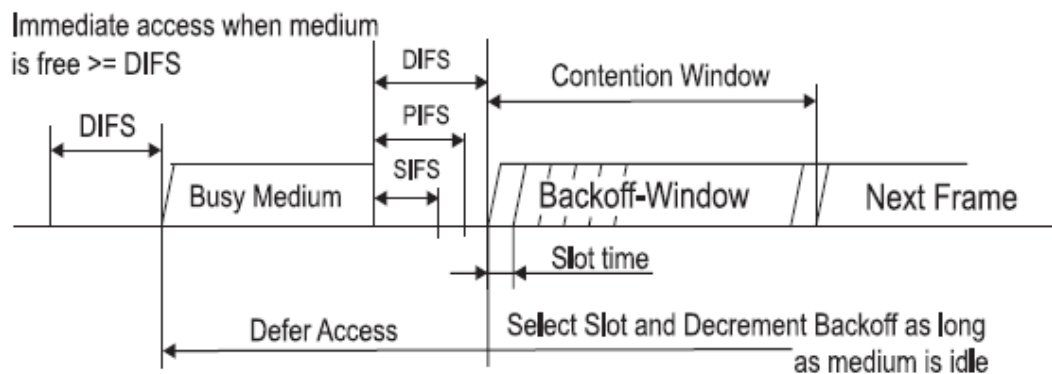 Immediate access when medium
is free >= DIFS
DIFS
Contention Window
DIFS
PIFS
SIFS
Busy Medium
Backoff-Window
Next Frame
Slot time
Defer Access
Select Slot and Decrement Backoff as long
as medium is idle